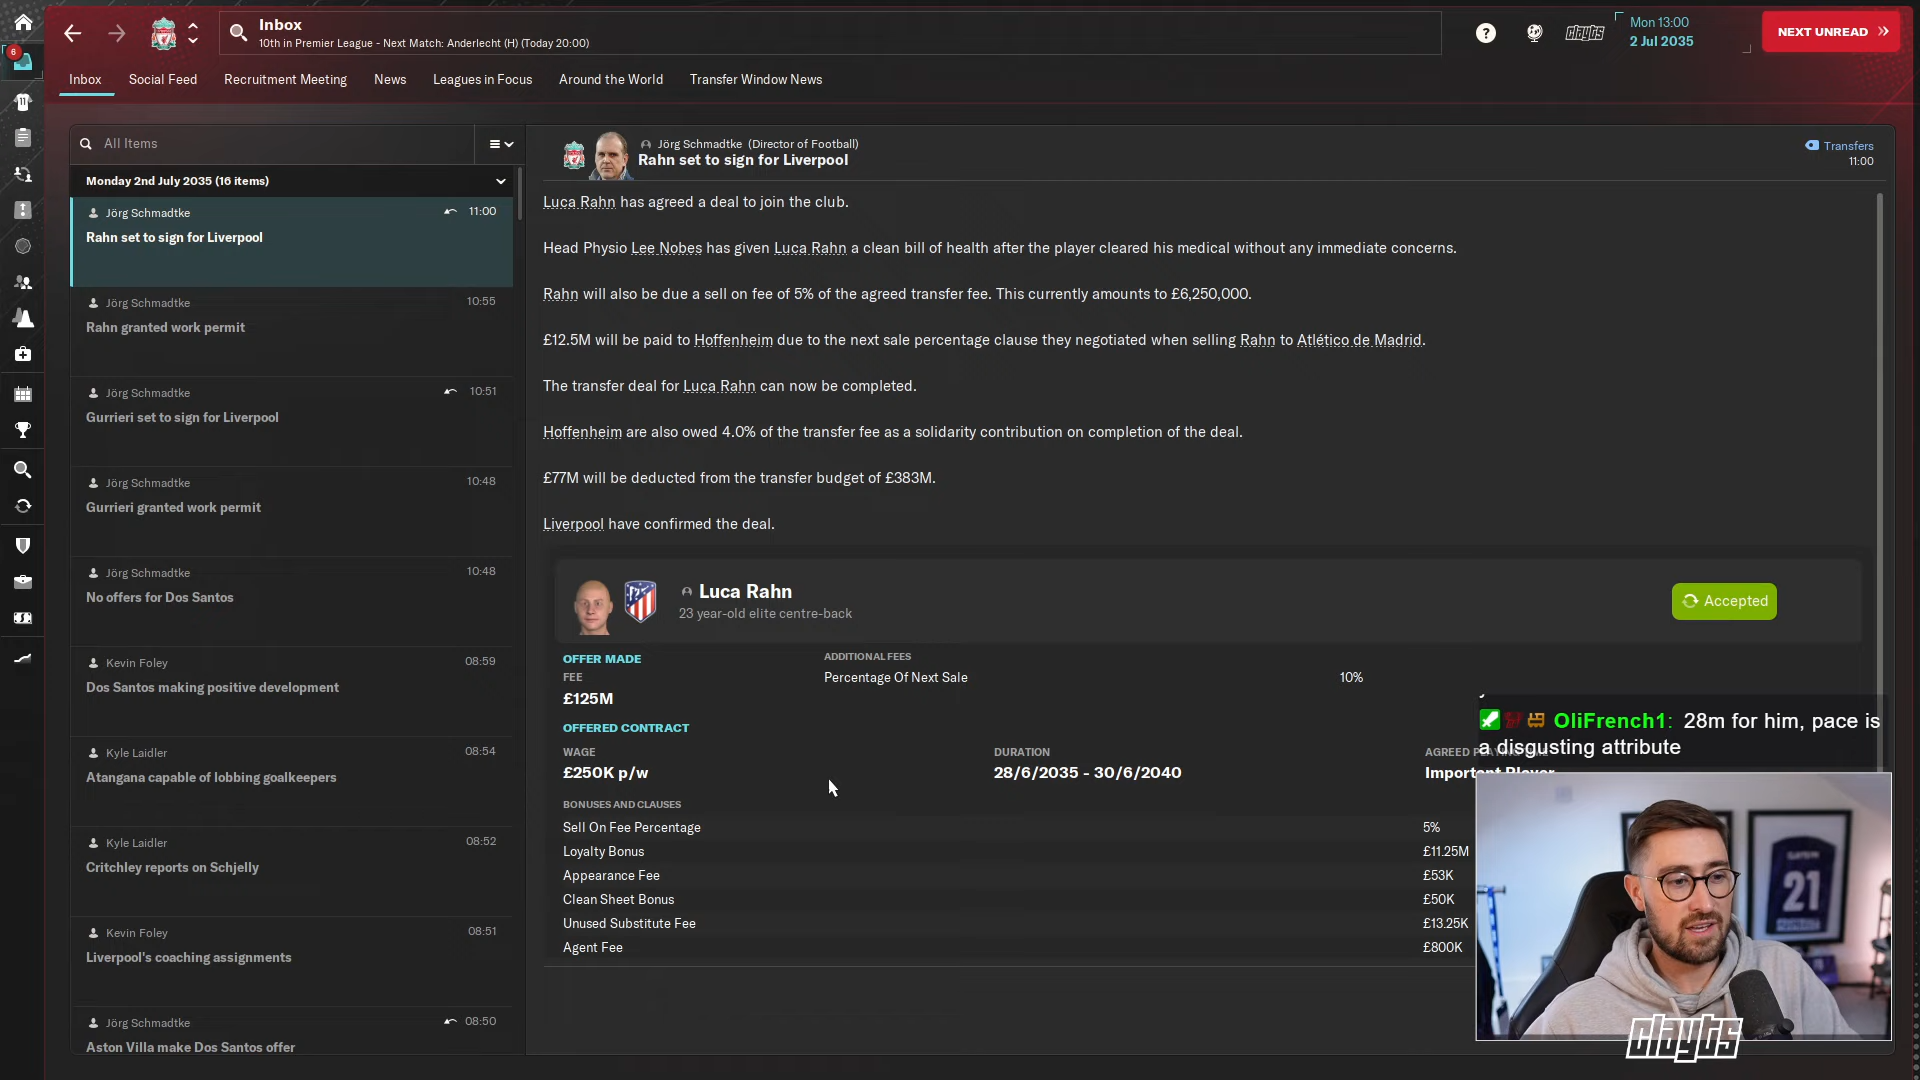 Inbox
10th in Premier League - Next Match: Anderlecht (H) (Today 20:00)
?
clayts
Mon 13:00
2 Jul 2035
NEXT UNREAD
6
Inbox
Social Feed
Recruitment Meeting
News
Leagues in Focus
Around the World
Transfer Window News
All Items
Monday 2nd July 2035 (16 items)
Jörg Schmadtke 11:00
Rahn set to sign for Liverpool
Jörg Schmadtke 10:55
Rahn granted work permit
Jörg Schmadtke 10:51
Gurrieri set to sign for Liverpool
Jörg Schmadtke 10:48
Gurrieri granted work permit
Jörg Schmadtke 10:48
No offers for Dos Santos
Kevin Foley 08:59
Dos Santos making positive development
Kyle Laidler 08:54
Atangana capable of lobbing goalkeepers
Kyle Laidler 08:52
Critchley reports on Schjelly
Kevin Foley 08:51
Liverpool's coaching assignments
Jörg Schmadtke 08:50
Aston Villa make Dos Santos offer
Jörg Schmadtke (Director of Football)
Rahn set to sign for Liverpool
Transfers
11:00
Luca Rahn has agreed a deal to join the club.
Head Physio Lee Nobes has given Luca Rahn a clean bill of health after the player cleared his medical without any immediate concerns.
Rahn will also be due a sell on fee of 5% of the agreed transfer fee. This currently amounts to £6,250,000.
£12.5M will be paid to Hoffenheim due to the next sale percentage clause they negotiated when selling Rahn to Atlético de Madrid.
The transfer deal for Luca Rahn can now be completed.
Hoffenheim are also owed 4.0% of the transfer fee as a solidarity contribution on completion of the deal.
£77M will be deducted from the transfer budget of £383M.
Liverpool have confirmed the deal.
Luca Rahn
23 year-old elite centre-back
Accepted
OFFER MADE
ADDITIONAL FEES
FEE
Percentage Of Next Sale 10%
£125M
OFFERED CONTRACT
WAGE
DURATION
AGREED
£250K p/w
28/6/2035 - 30/6/2040
Important Player
BONUSES AND CLAUSES
Sell On Fee Percentage 5%
Loyalty Bonus £11.25M
Appearance Fee £53K
Clean Sheet Bonus £50K
Unused Substitute Fee £13.25K
Agent Fee £800K
OliFrench1: 28m for him, pace is
a disgusting attribute
21
clayts